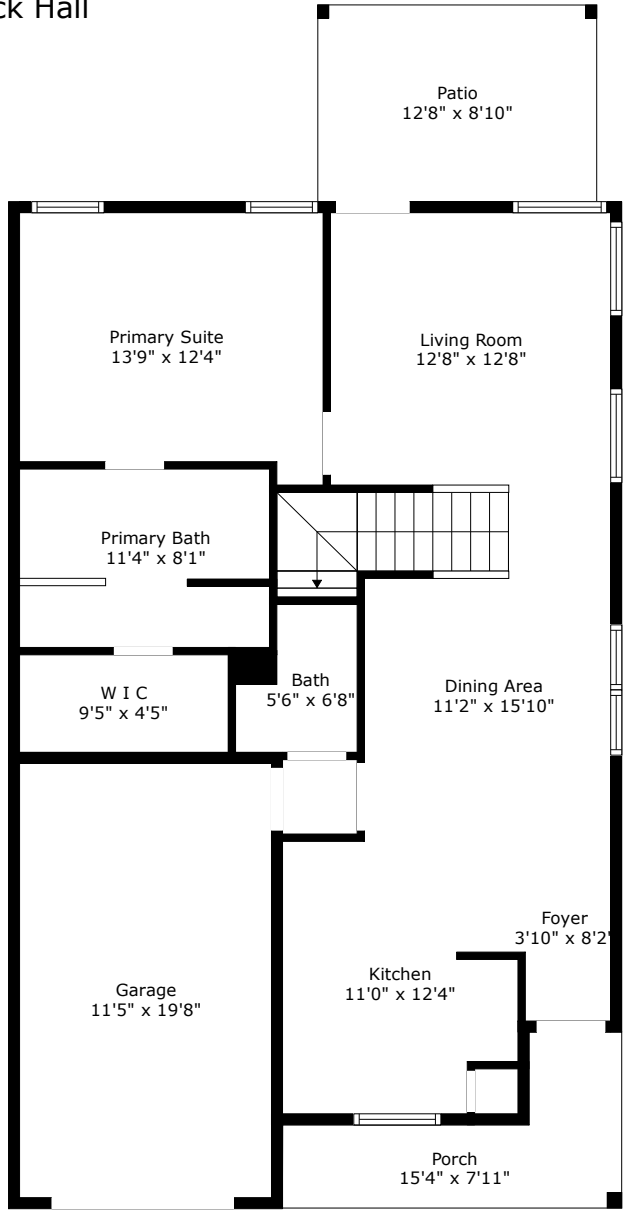 Hall
Patio
12'8" x 8'10"
Primary Suite
13'9" x 12'4"
Living Room
12'8" x 12'8"
Primary Bath
11'4" x 8'1"
W I C
9'5" x 4'5"
Bath
5'6" x 6'8"
Dining Area
11'2" x 15'10"
Foyer
3'10" x 8'2"
Kitchen
11'0" x 12'4"
Garage
11'5" x 19'8"
Porch
15'4" x 7'11"